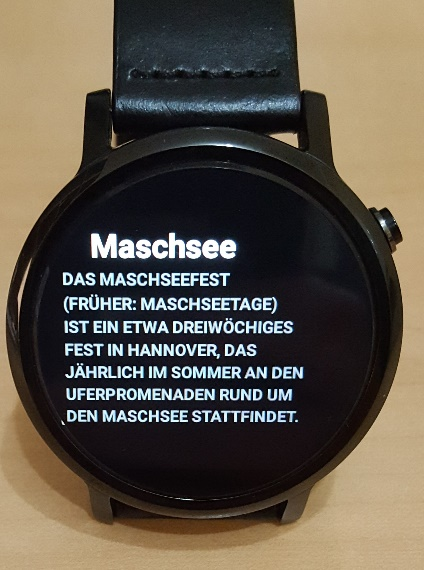 Maschsee
DAS MASCHSEEFEST
(FRÜHER: MASCHSEETAGE)
IST EIN ETWA DREIWÖCHIGES
FEST IN HANNOVER, DAS
JÄHRLICH IM SOMMER AN DEN
UFERPROMENADEN RUND UM
DEN MASCHSEE STATTFINDET.